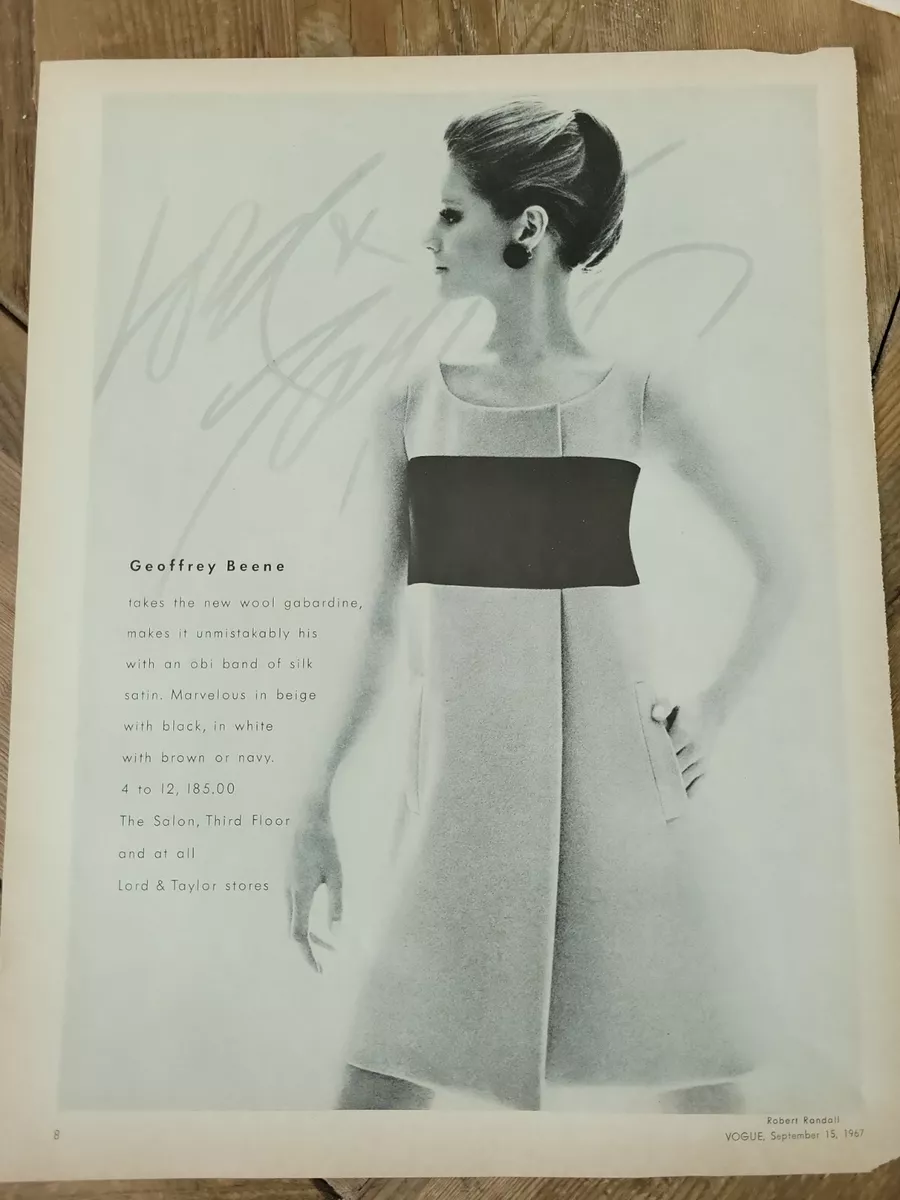 Lord &
Taylor
Geoffrey Beene
takes the new wool gabardine,
makes it unmistakably his
with an obi band of silk
satin. Marvelous in beige
with black, in white
with brown or navy.
4 to 12, 185.00
The Salon, Third Floor
and at all
Lord & Taylor stores
Robert Randall
8
VOGUE, September 15, 1967